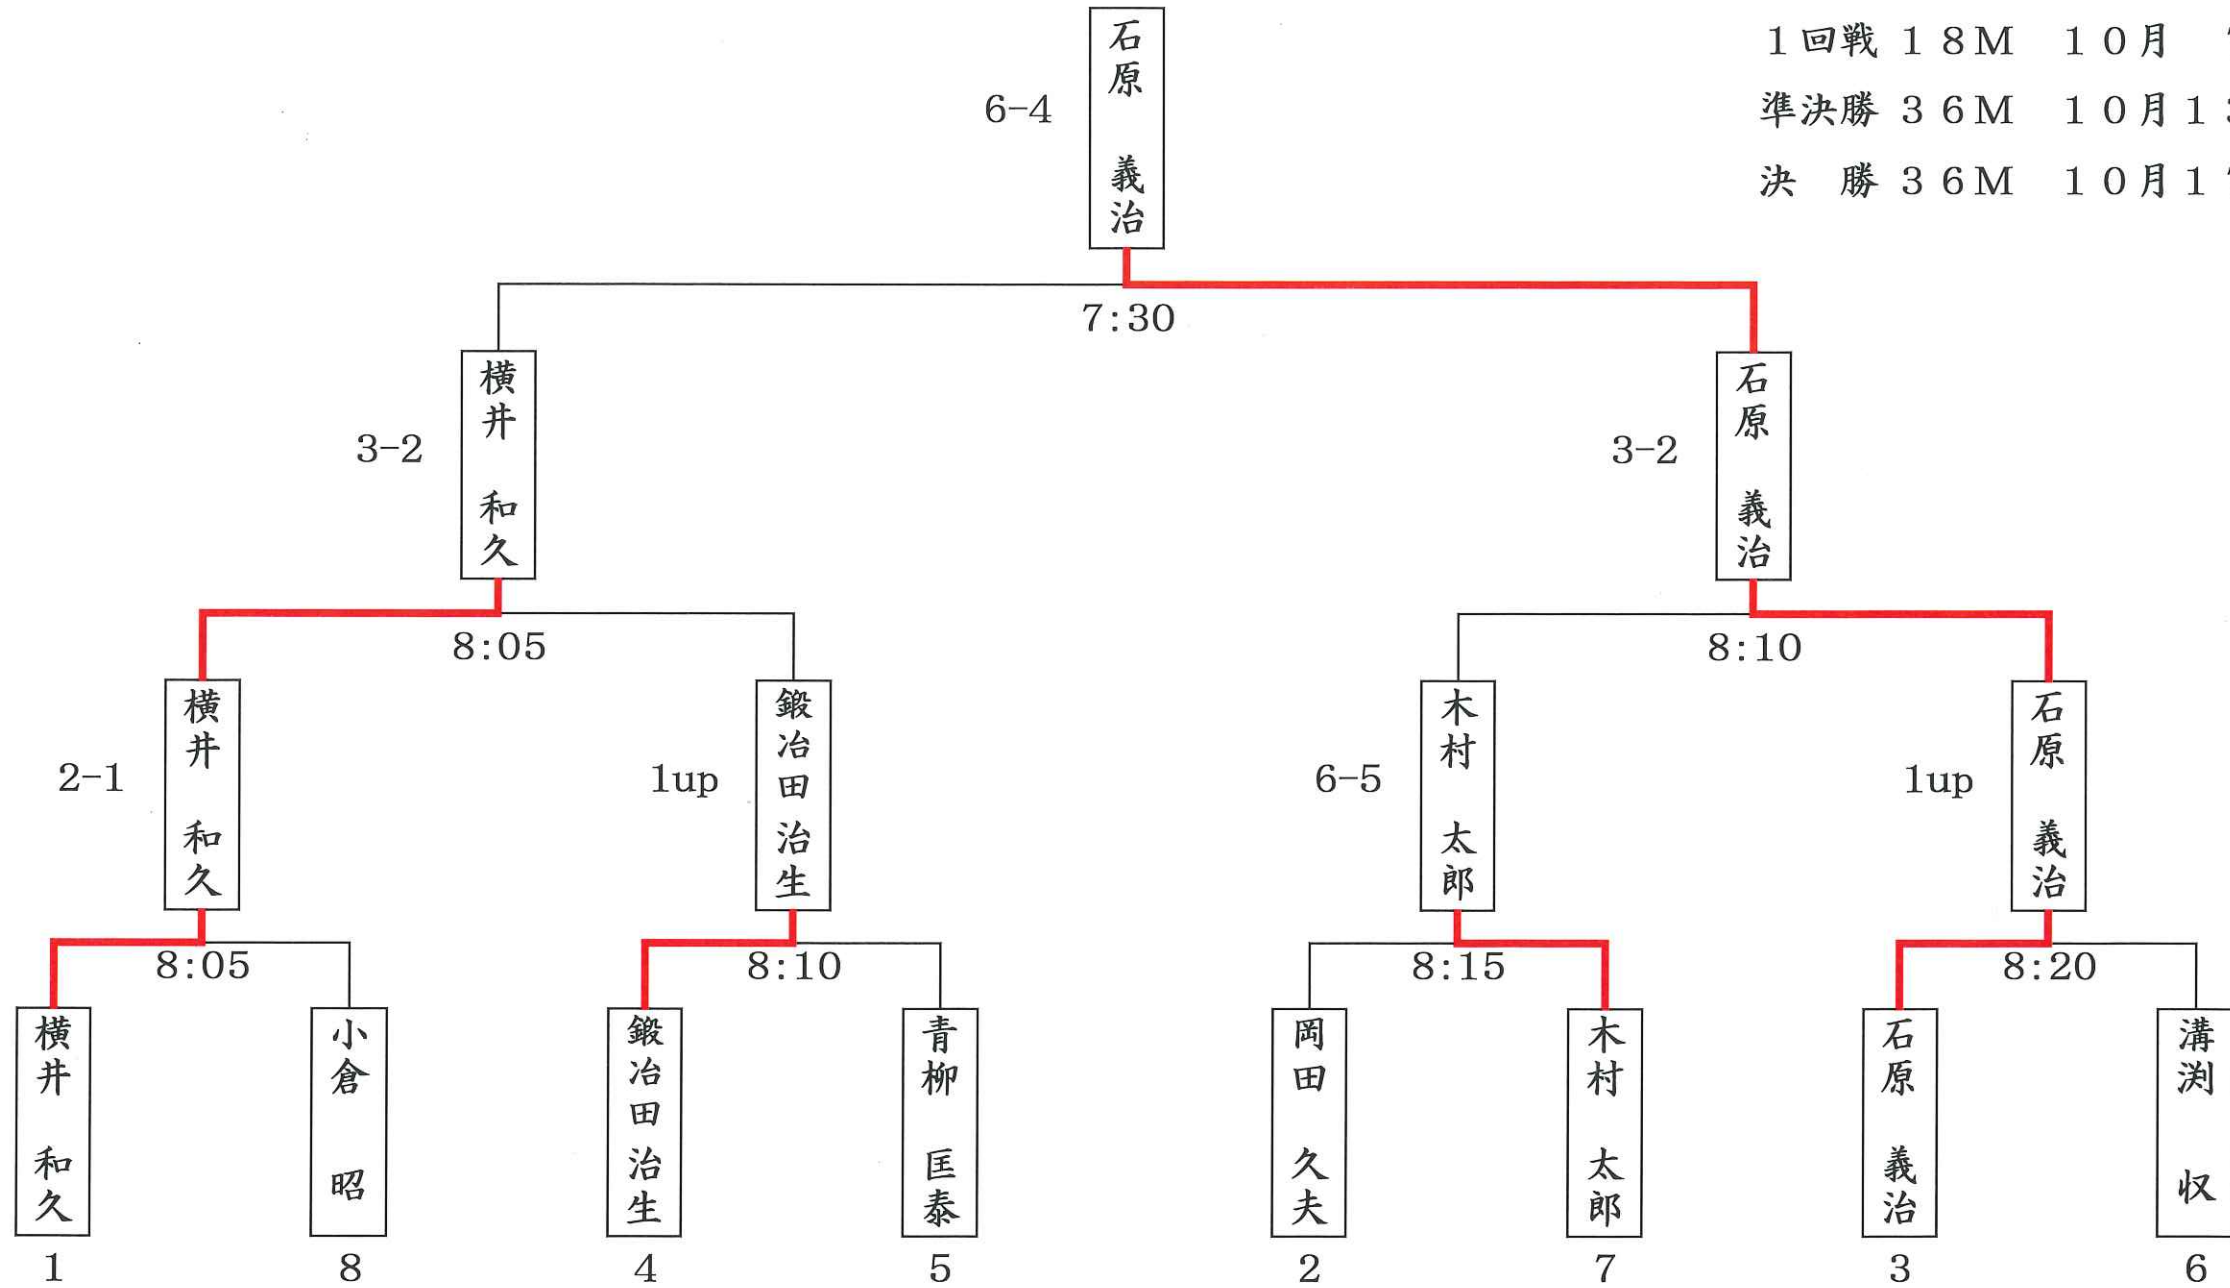 1回戦 18M 10月
準決勝 36M 10月1
決 勝 36M 10月1
石原 義治
6-4
7:30
横井 和久
3-2
石原 義治
3-2
8:05
8:10
横井 和久
2-1
鍛冶田 治生
1up
木村 太郎
6-5
石原 義治
1up
8:05
8:10
8:15
8:20
横井 和久
小倉 昭
鍛冶田 治生
青柳 匡泰
岡田 久夫
木村 太郎
石原 義治
溝渕 収
1
8
4
5
2
7
3
6